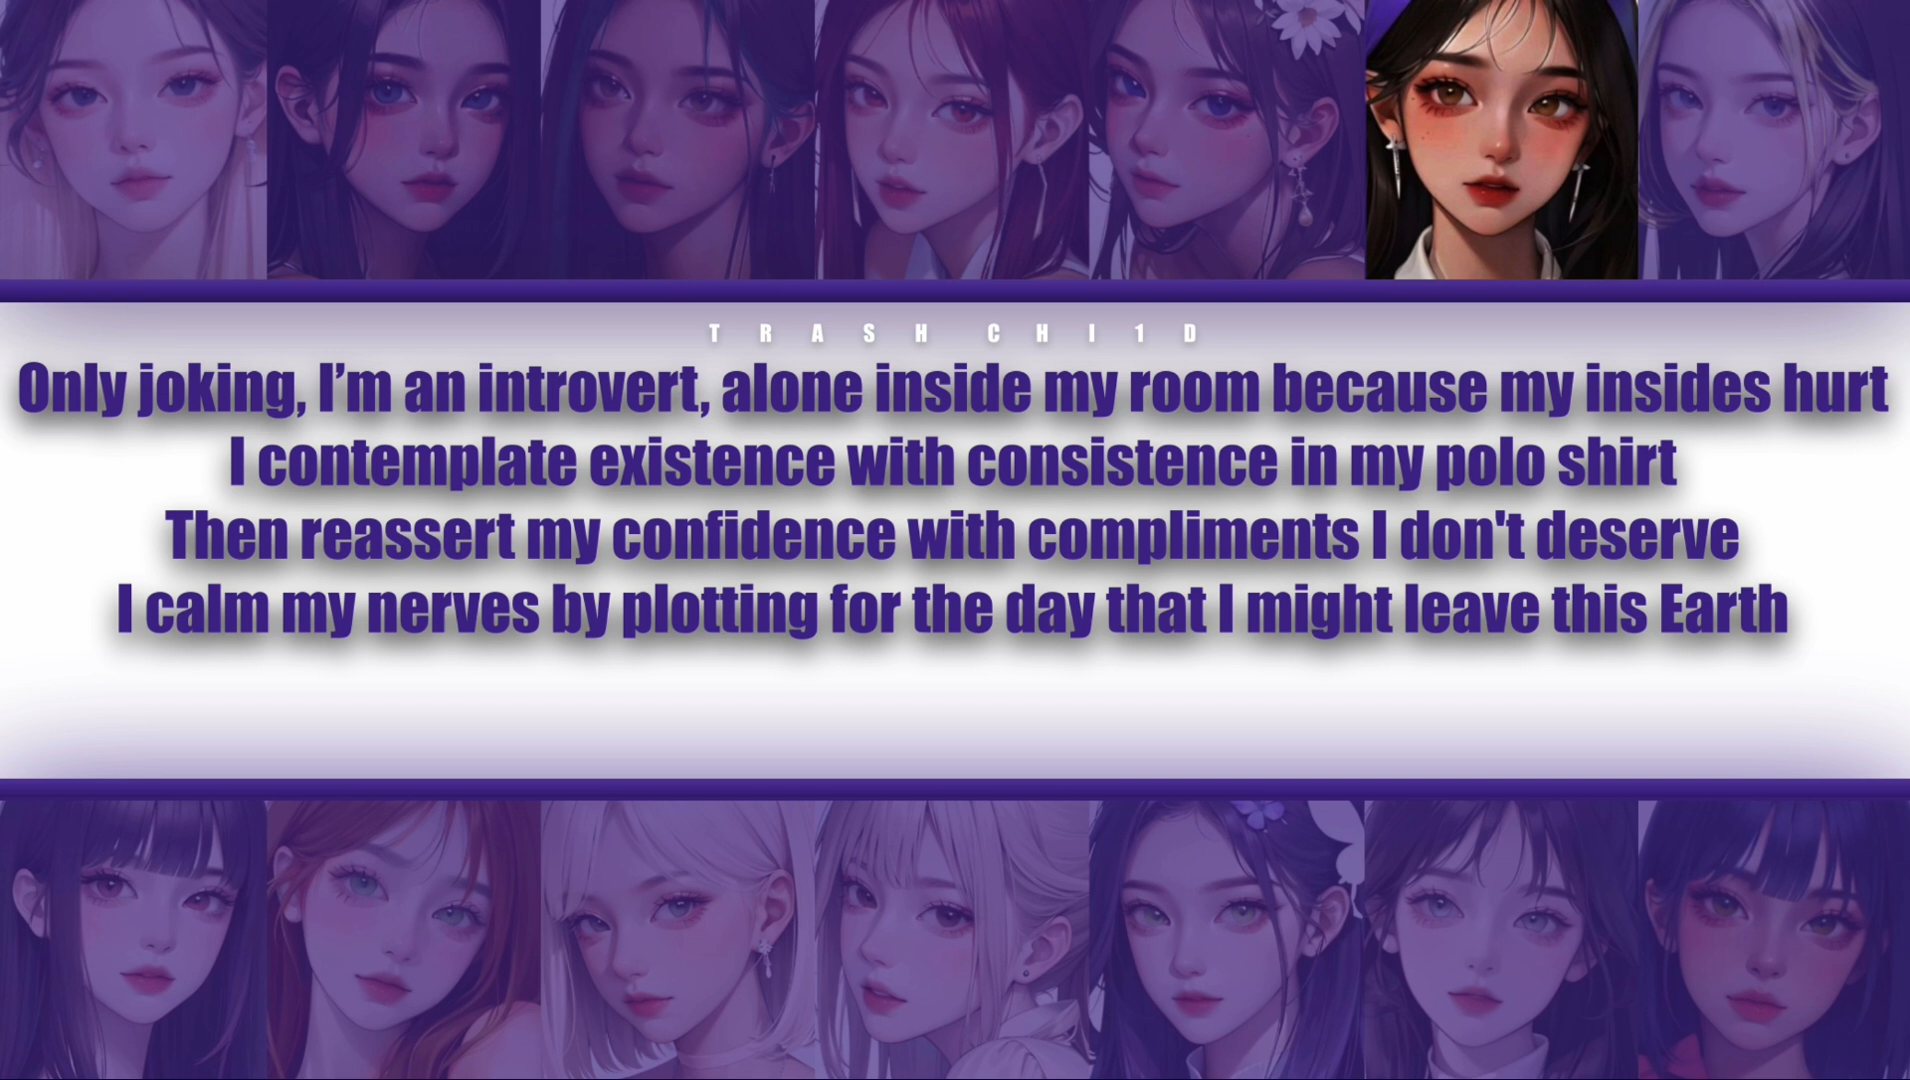 TRASH CHI1D
Only joking, I’m an introvert, alone inside my room because my insides hurt
I contemplate existence with consistence in my polo shirt
Then reassert my confidence with compliments I don't deserve
I calm my nerves by plotting for the day that I might leave this Earth